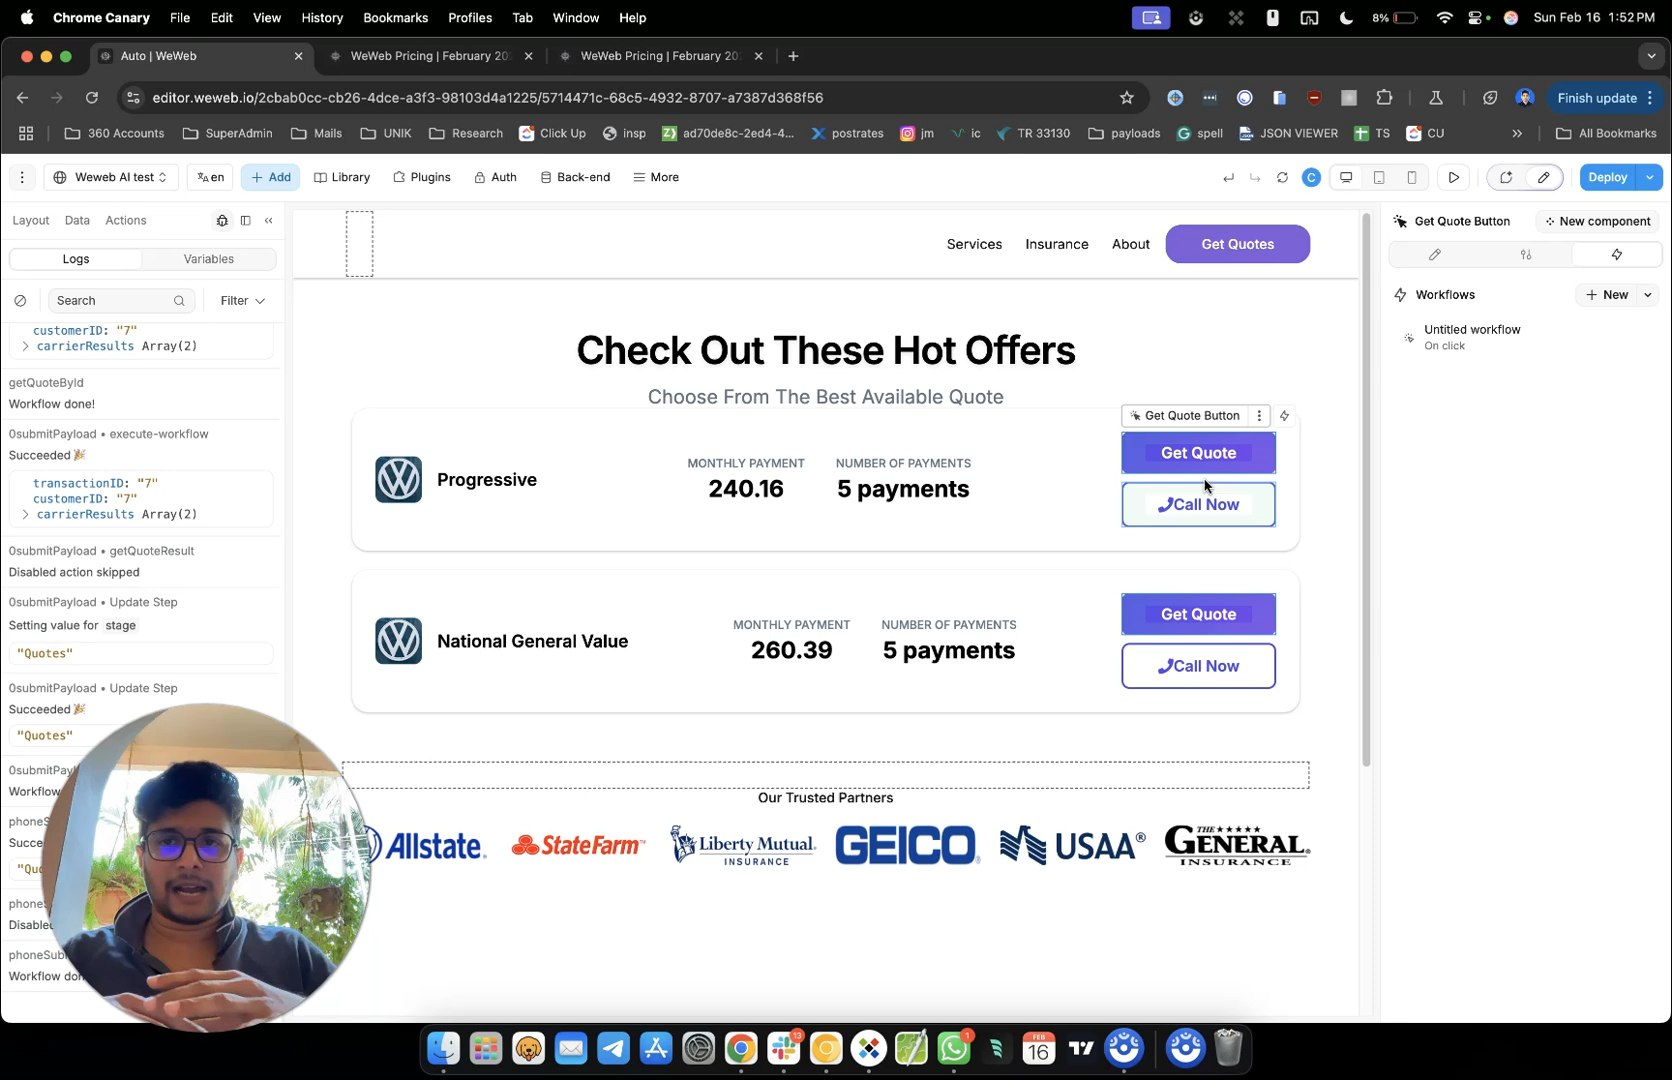 Chrome Canary File Edit View History Bookmarks Profiles Tab Window Help 8% Sun Feb 16 1:52 PM
Auto | WeWeb WeWeb Pricing | February 20 WeWeb Pricing | February 202
editor.weweb.io/2cbab0cc-cb26-4dce-a3f3-98103d4a1225/5714471c-68c5-4932-8707-a7387d368f56 Finish update
360 Accounts SuperAdmin Mails UNIK Research Click Up insp ad70de8c-2ed4-4... postrates jm ic TR 33130 payloads spell JSON VIEWER TS CU » All Bookmarks
Weweb AI test en + Add Library Plugins Auth Back-end More C Deploy
Layout Data Actions
Logs Variables
Search Filter
customerID: "7"
carrierResults Array(2)
getQuoteById
Workflow done!
0submitPayload • execute-workflow
Succeeded 🎉
transactionID: "7"
customerID: "7"
carrierResults Array(2)
0submitPayload • getQuoteResult
Disabled action skipped
0submitPayload • Update Step
Setting value for stage
"Quotes"
0submitPayload • Update Step
Succeeded 🎉
"Quotes"
Services Insurance About Get Quotes
Check Out These Hot Offers
Choose From The Best Available Quote
Get Quote Button
Progressive
MONTHLY PAYMENT NUMBER OF PAYMENTS
240.16 5 payments
Get Quote
Call Now
National General Value
MONTHLY PAYMENT NUMBER OF PAYMENTS
260.39 5 payments
Get Quote
Call Now
Our Trusted Partners
Allstate. StateFarm Liberty Mutual. INSURANCE GEICO USAA® THE GENERAL INSURANCE
Get Quote Button New component
Workflows + New
Untitled workflow
On click
13
1
FEB
16